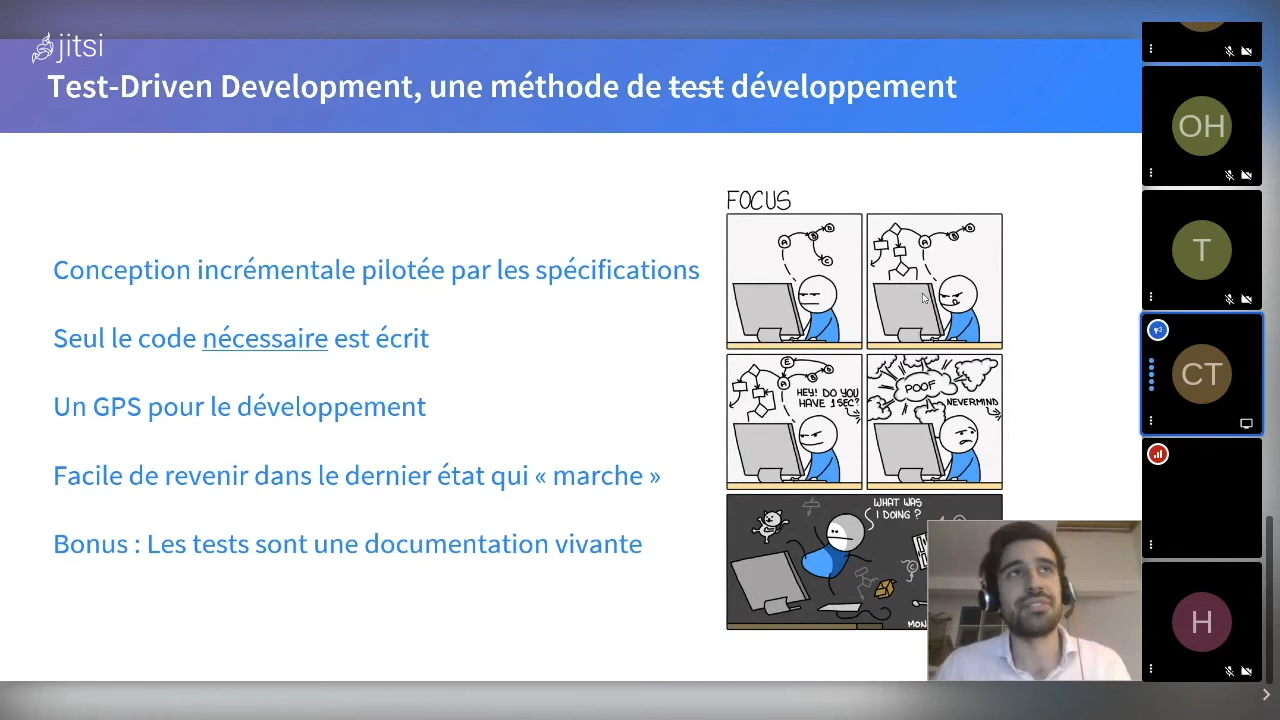 jitsi
Test-Driven Development, une méthode de test développement
Conception incrémentale pilotée par les spécifications
Seul le code nécessaire est écrit
Un GPS pour le développement
Facile de revenir dans le dernier état qui « marche »
Bonus : Les tests sont une documentation vivante
FOCUS
A
B
D
C
A
B
D
E
A
B
D
HEY! DO YOU
HAVE 1 SEC?
POOF
NEVERMIND
WHAT WAS
I DOING ?
C
OH
T
CT
H